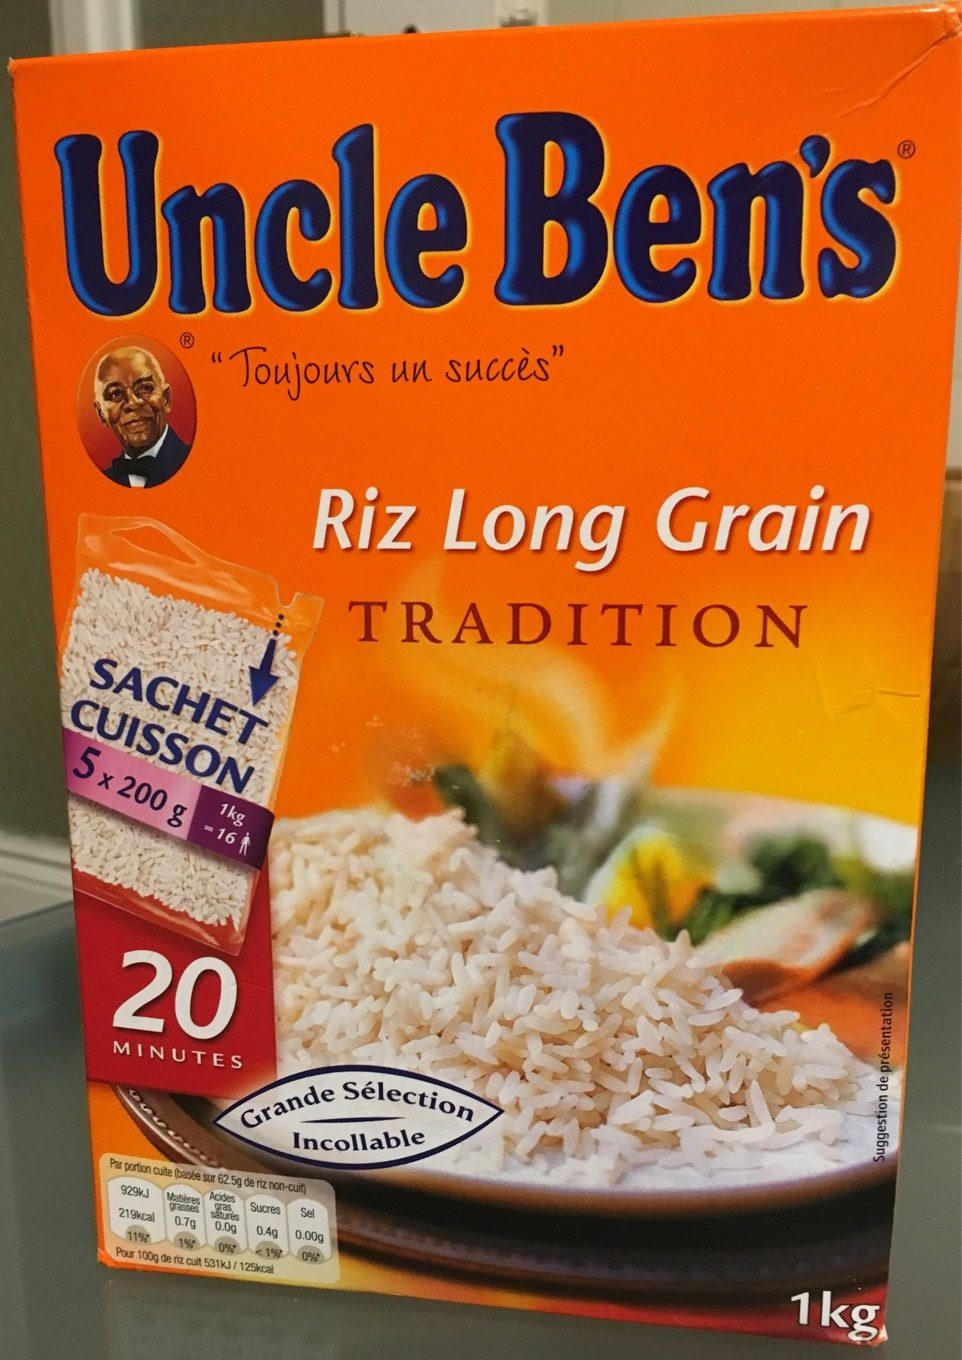 Uncle Ben's®
®
"Toujours un succès"
Riz Long Grain
TRADITION
SACHET
CUISSON
5 x 200 g
1kg
= 16
20
MINUTES
Grande Sélection
Incollable
Suggestion de présentation
Par portion cuite (basée sur 62.5g de riz non-cuit)
929kJ
219kcal
11%*
Matières
grasses
0.7g
1%*
Acides
gras
saturés
0.0g
0%*
Sucres
0.4g
< 1%*
Sel
0.00g
0%*
Pour 100g de riz cuit 531kJ / 125kcal
1kg